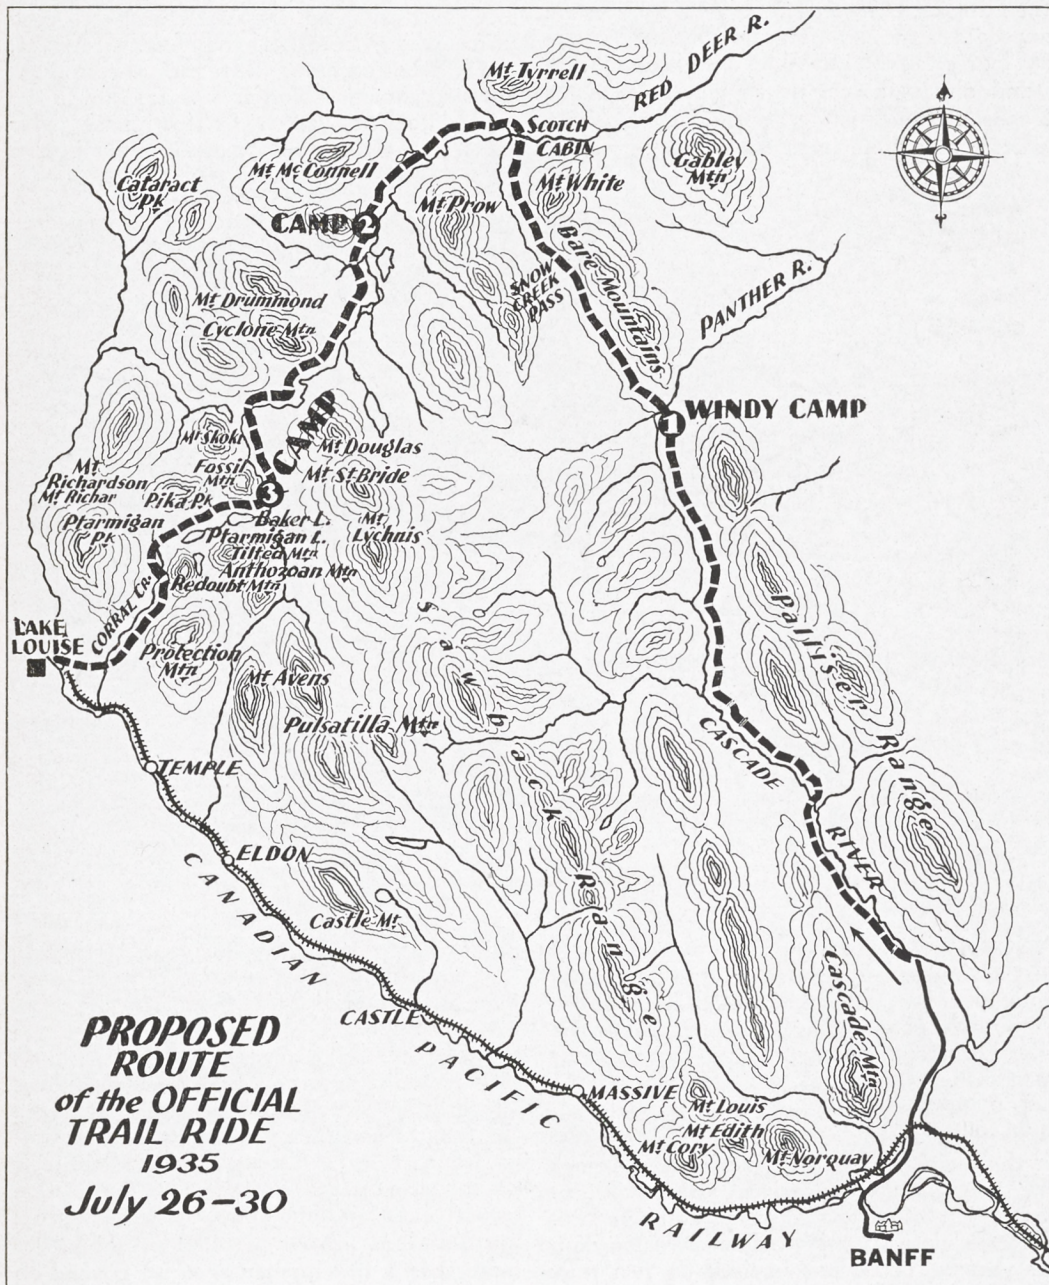 Mt Tyrrell
RED DEER R.
SCOTCH
CABIN
Mt McConnell
Cataract
Pk
Mt White
Gabley
Mtn
Mt Prow
CAMP 2
Bare Mountains
SNOW
CREEK
PASS
PANTHER R.
Mt Drummond
Cyclone Mtn
1 WINDY CAMP
CAMP
3
Mt Douglas
Mt Skoki
Fossil
Mtn
Mt St Bride
Mt
Richardson
Mt Richar
Pika Pk
Ptarmigan
Pk
Baker L.
Ptarmigan L.
Mt
Lychnis
Tilted Mtn
Anthozoan Mtn
Redoubt Mtn
CORRAL CR.
LAKE
LOUISE
Protection
Mtn
Sawback Range
Palliser Range
Mt Avens
Pulsatilla Mtn
CASCADE RIVER
TEMPLE
ELDON
Castle Mt
Cascade Mtn
CANADIAN PACIFIC RAILWAY
CASTLE
MASSIVE
Mt Louis
Mt Edith
Mt Cory
Mt Norquay
BANFF
PROPOSED
ROUTE
of the OFFICIAL
TRAIL RIDE
1935
July 26-30